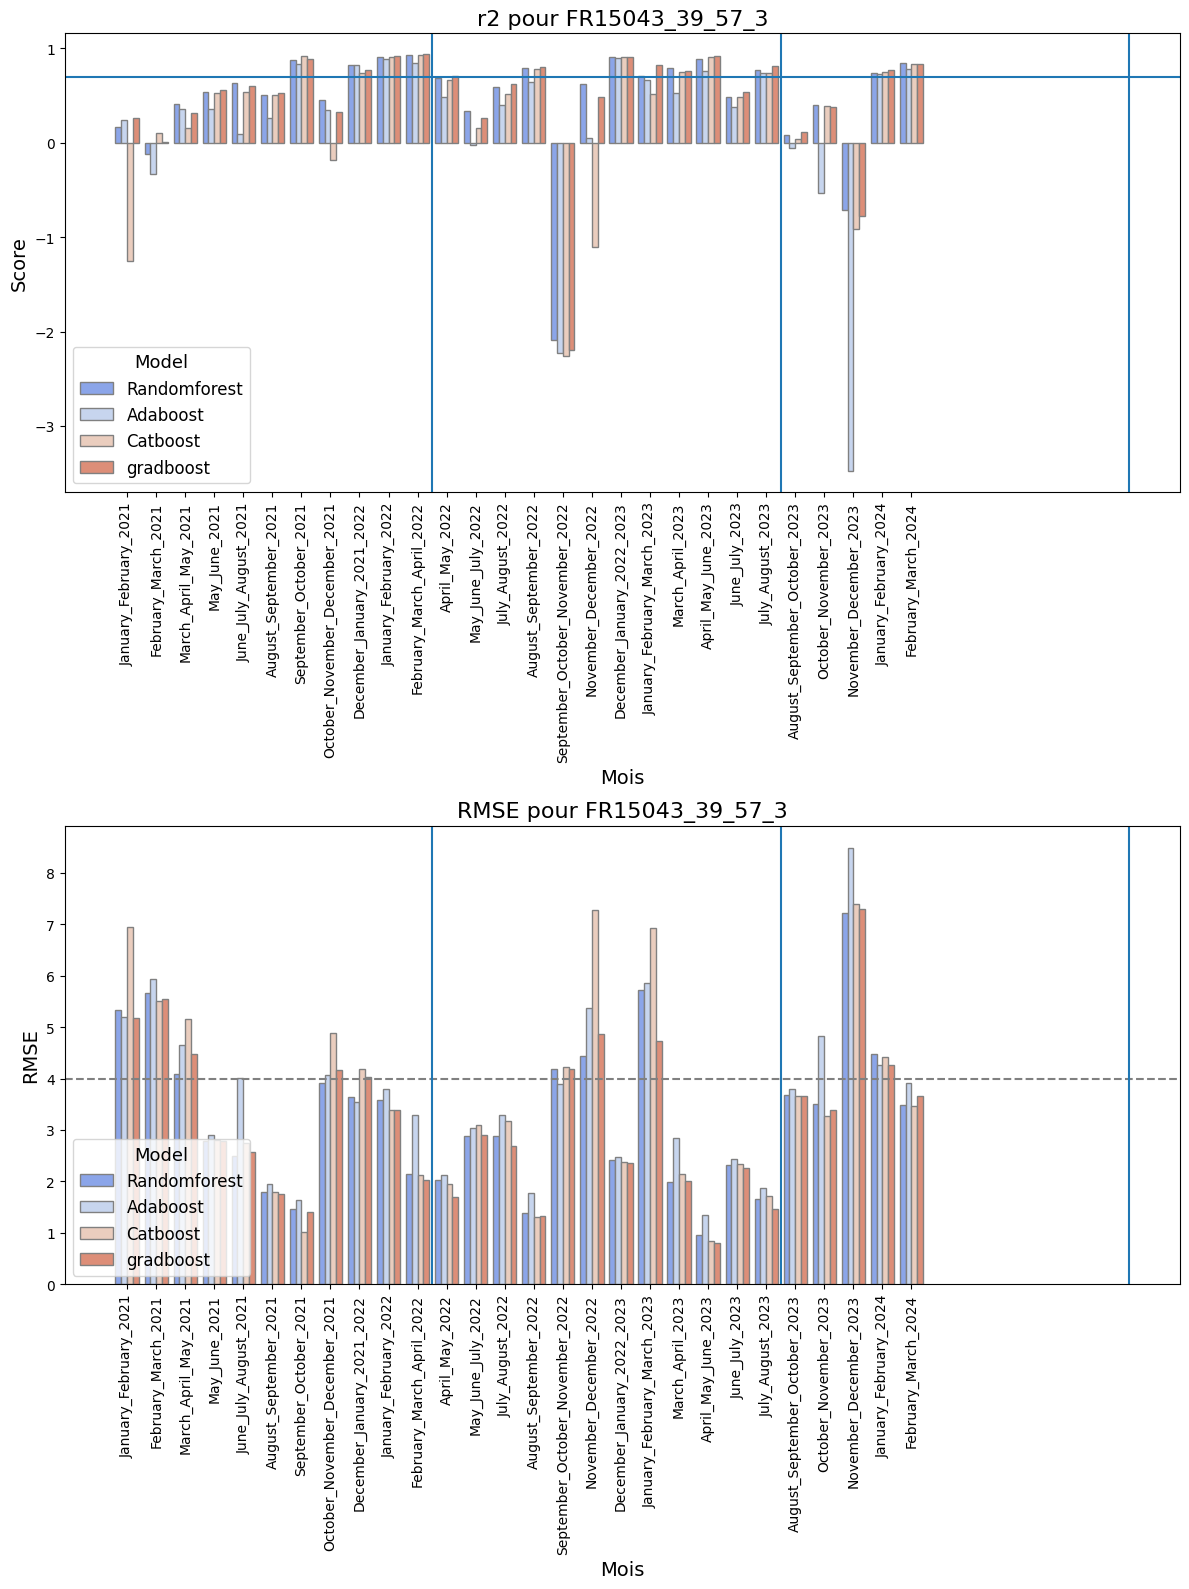 r2 pour FR15043_39_57_3
1
0
−1
−2
−3
Score
Model
Randomforest
Adaboost
Catboost
gradboost
January_February_2021
February_March_2021
March_April_May_2021
May_June_2021
June_July_August_2021
August_September_2021
September_October_2021
October_November_December_2021
December_January_2021_2022
January_February_2022
February_March_April_2022
April_May_2022
May_June_July_2022
July_August_2022
August_September_2022
September_October_November_2022
November_December_2022
December_January_2022_2023
January_February_March_2023
March_April_2023
April_May_June_2023
June_July_2023
July_August_2023
August_September_October_2023
October_November_2023
November_December_2023
January_February_2024
February_March_2024
Mois
RMSE pour FR15043_39_57_3
8
7
6
5
4
3
2
1
0
RMSE
Model
Randomforest
Adaboost
Catboost
gradboost
January_February_2021
February_March_2021
March_April_May_2021
May_June_2021
June_July_August_2021
August_September_2021
September_October_2021
October_November_December_2021
December_January_2021_2022
January_February_2022
February_March_April_2022
April_May_2022
May_June_July_2022
July_August_2022
August_September_2022
September_October_November_2022
November_December_2022
December_January_2022_2023
January_February_March_2023
March_April_2023
April_May_June_2023
June_July_2023
July_August_2023
August_September_October_2023
October_November_2023
November_December_2023
January_February_2024
February_March_2024
Mois